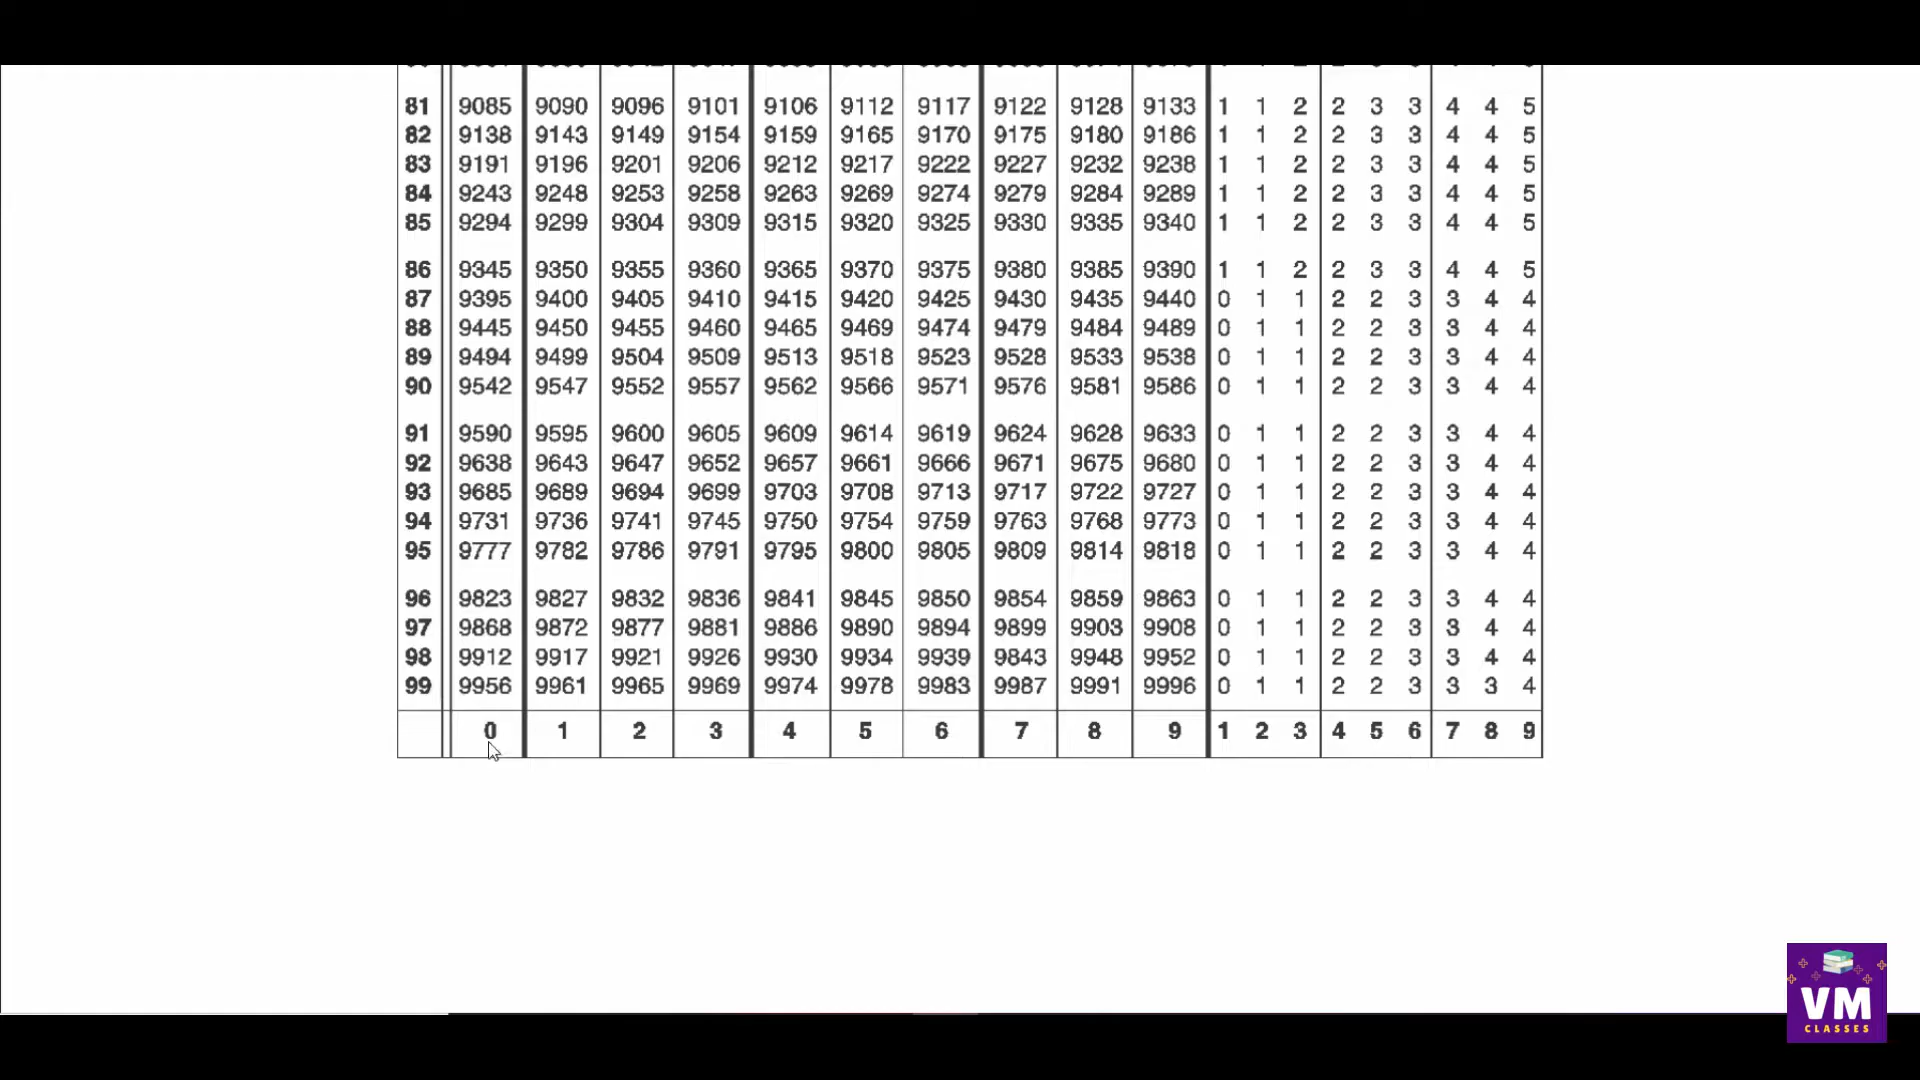 81 9085 9090 9096 9101 9106 9112 9117 9122 9128 9133 1 1 2 2 3 3 4 4 5
82 9138 9143 9149 9154 9159 9165 9170 9175 9180 9186 1 1 2 2 3 3 4 4 5
83 9191 9196 9201 9206 9212 9217 9222 9227 9232 9238 1 1 2 2 3 3 4 4 5
84 9243 9248 9253 9258 9263 9269 9274 9279 9284 9289 1 1 2 2 3 3 4 4 5
85 9294 9299 9304 9309 9315 9320 9325 9330 9335 9340 1 1 2 2 3 3 4 4 5
86 9345 9350 9355 9360 9365 9370 9375 9380 9385 9390 1 1 2 2 3 3 4 4 5
87 9395 9400 9405 9410 9415 9420 9425 9430 9435 9440 0 1 1 2 2 3 3 4 4
88 9445 9450 9455 9460 9465 9469 9474 9479 9484 9489 0 1 1 2 2 3 3 4 4
89 9494 9499 9504 9509 9513 9518 9523 9528 9533 9538 0 1 1 2 2 3 3 4 4
90 9542 9547 9552 9557 9562 9566 9571 9576 9581 9586 0 1 1 2 2 3 3 4 4
91 9590 9595 9600 9605 9609 9614 9619 9624 9628 9633 0 1 1 2 2 3 3 4 4
92 9638 9643 9647 9652 9657 9661 9666 9671 9675 9680 0 1 1 2 2 3 3 4 4
93 9685 9689 9694 9699 9703 9708 9713 9717 9722 9727 0 1 1 2 2 3 3 4 4
94 9731 9736 9741 9745 9750 9754 9759 9763 9768 9773 0 1 1 2 2 3 3 4 4
95 9777 9782 9786 9791 9795 9800 9805 9809 9814 9818 0 1 1 2 2 3 3 4 4
96 9823 9827 9832 9836 9841 9845 9850 9854 9859 9863 0 1 1 2 2 3 3 4 4
97 9868 9872 9877 9881 9886 9890 9894 9899 9903 9908 0 1 1 2 2 3 3 4 4
98 9912 9917 9921 9926 9930 9934 9939 9843 9948 9952 0 1 1 2 2 3 3 4 4
99 9956 9961 9965 9969 9974 9978 9983 9987 9991 9996 0 1 1 2 2 3 3 3 4
0 1 2 3 4 5 6 7 8 9 1 2 3 4 5 6 7 8 9
VM
CLASSES